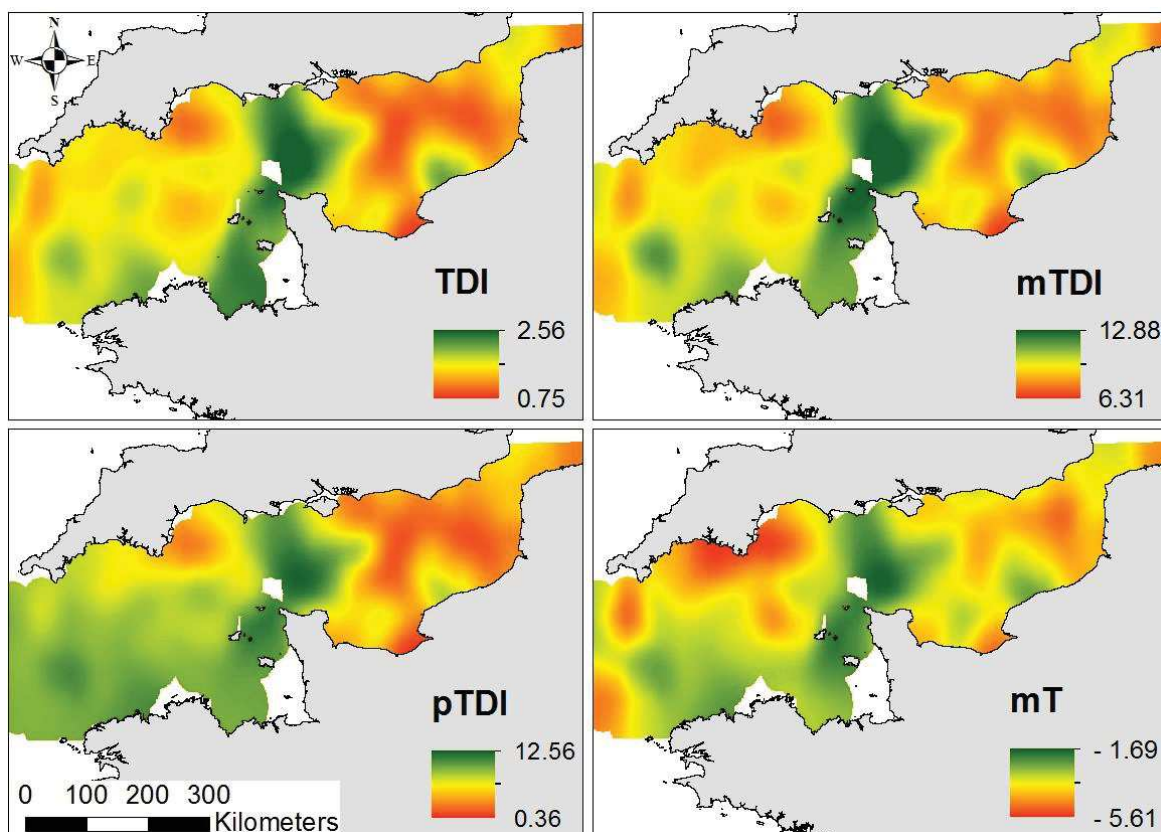 N
W E
S
TDI
2.56
0.75
mTDI
12.88
6.31
pTDI
12.56
0.36
0 100 200 300
Kilometers
mT
- 1.69
- 5.61